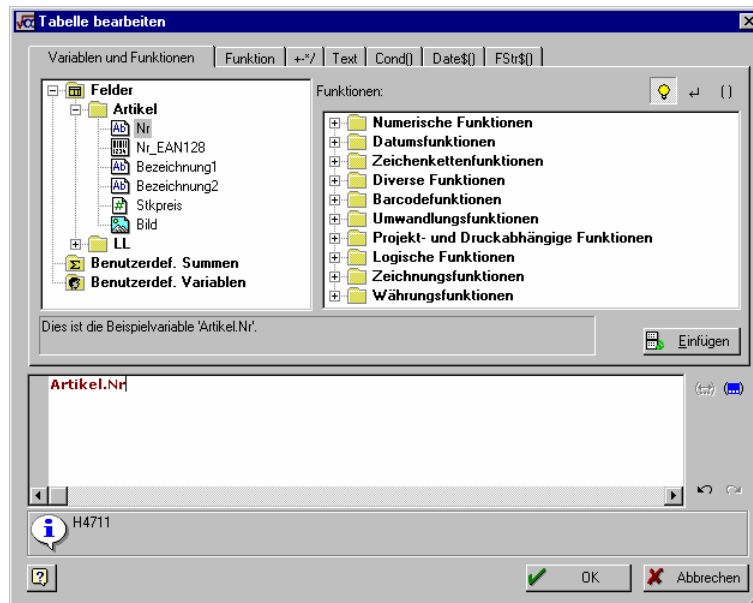 Tabelle bearbeiten
Variablen und Funktionen Funktion +-*/ Text Cond() Date$() FStr$()
Felder
Artikel
Nr
Nr_EAN128
Bezeichnung1
Bezeichnung2
Stkpreis
Bild
LL
Benutzerdef. Summen
Benutzerdef. Variablen
Funktionen:
Numerische Funktionen
Datumsfunktionen
Zeichenkettenfunktionen
Diverse Funktionen
Barcodefunktionen
Umwandlungsfunktionen
Projekt- und Druckabhängige Funktionen
Logische Funktionen
Zeichnungsfunktionen
Währungsfunktionen
Dies ist die Beispielvariable 'Artikel.Nr'.
Einfügen
Artikel.Nr
H4711
OK Abbrechen